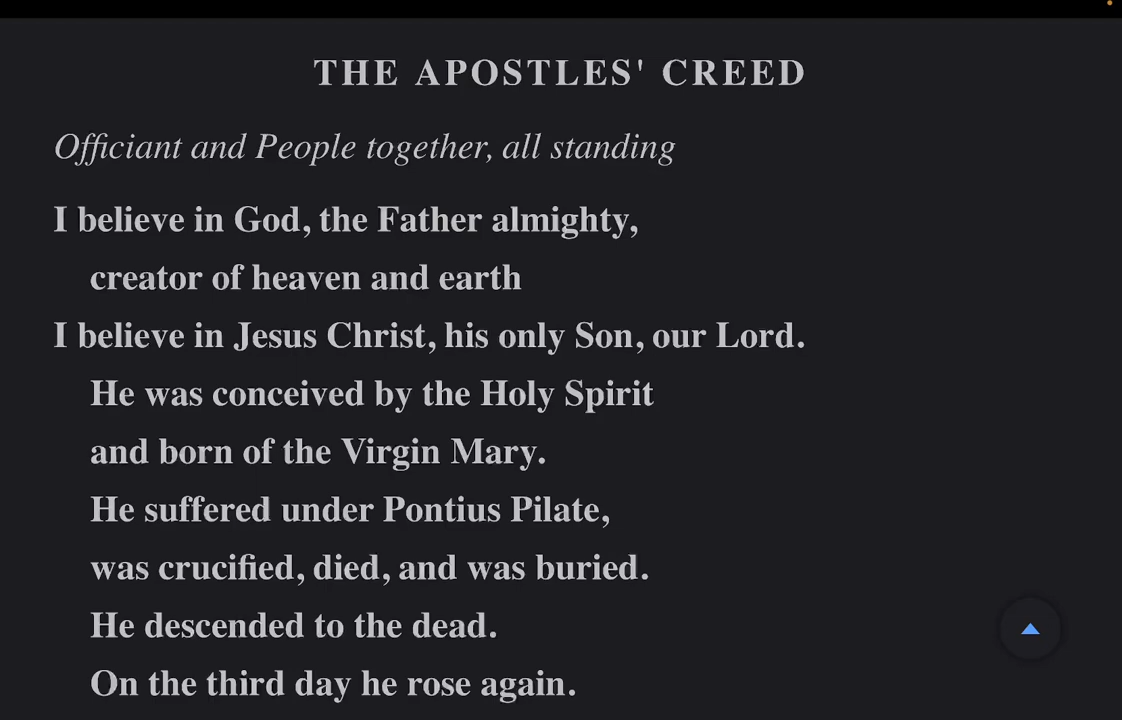 THE APOSTLES' CREED
Officiant and People together, all standing
I believe in God, the Father almighty,
creator of heaven and earth
I believe in Jesus Christ, his only Son, our Lord.
He was conceived by the Holy Spirit
and born of the Virgin Mary.
He suffered under Pontius Pilate,
was crucified, died, and was buried.
He descended to the dead.
On the third day he rose again.